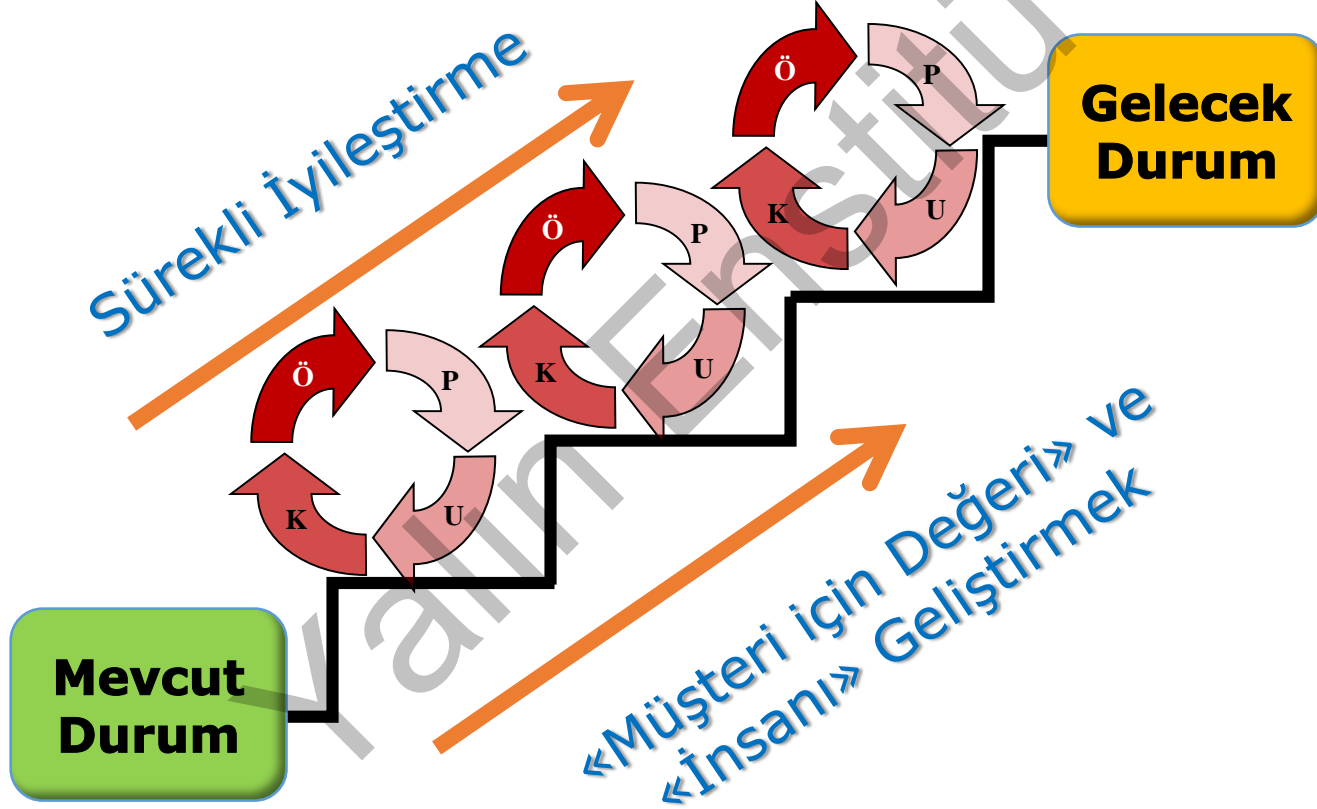 Sürekli İyileştirme
Ö
P
U
K
Ö
P
U
K
Ö
P
U
K
Gelecek
Durum
Mevcut
Durum
«Müşteri için Değeri» ve
«İnsanı» Geliştirmek
Yalın Enstitü